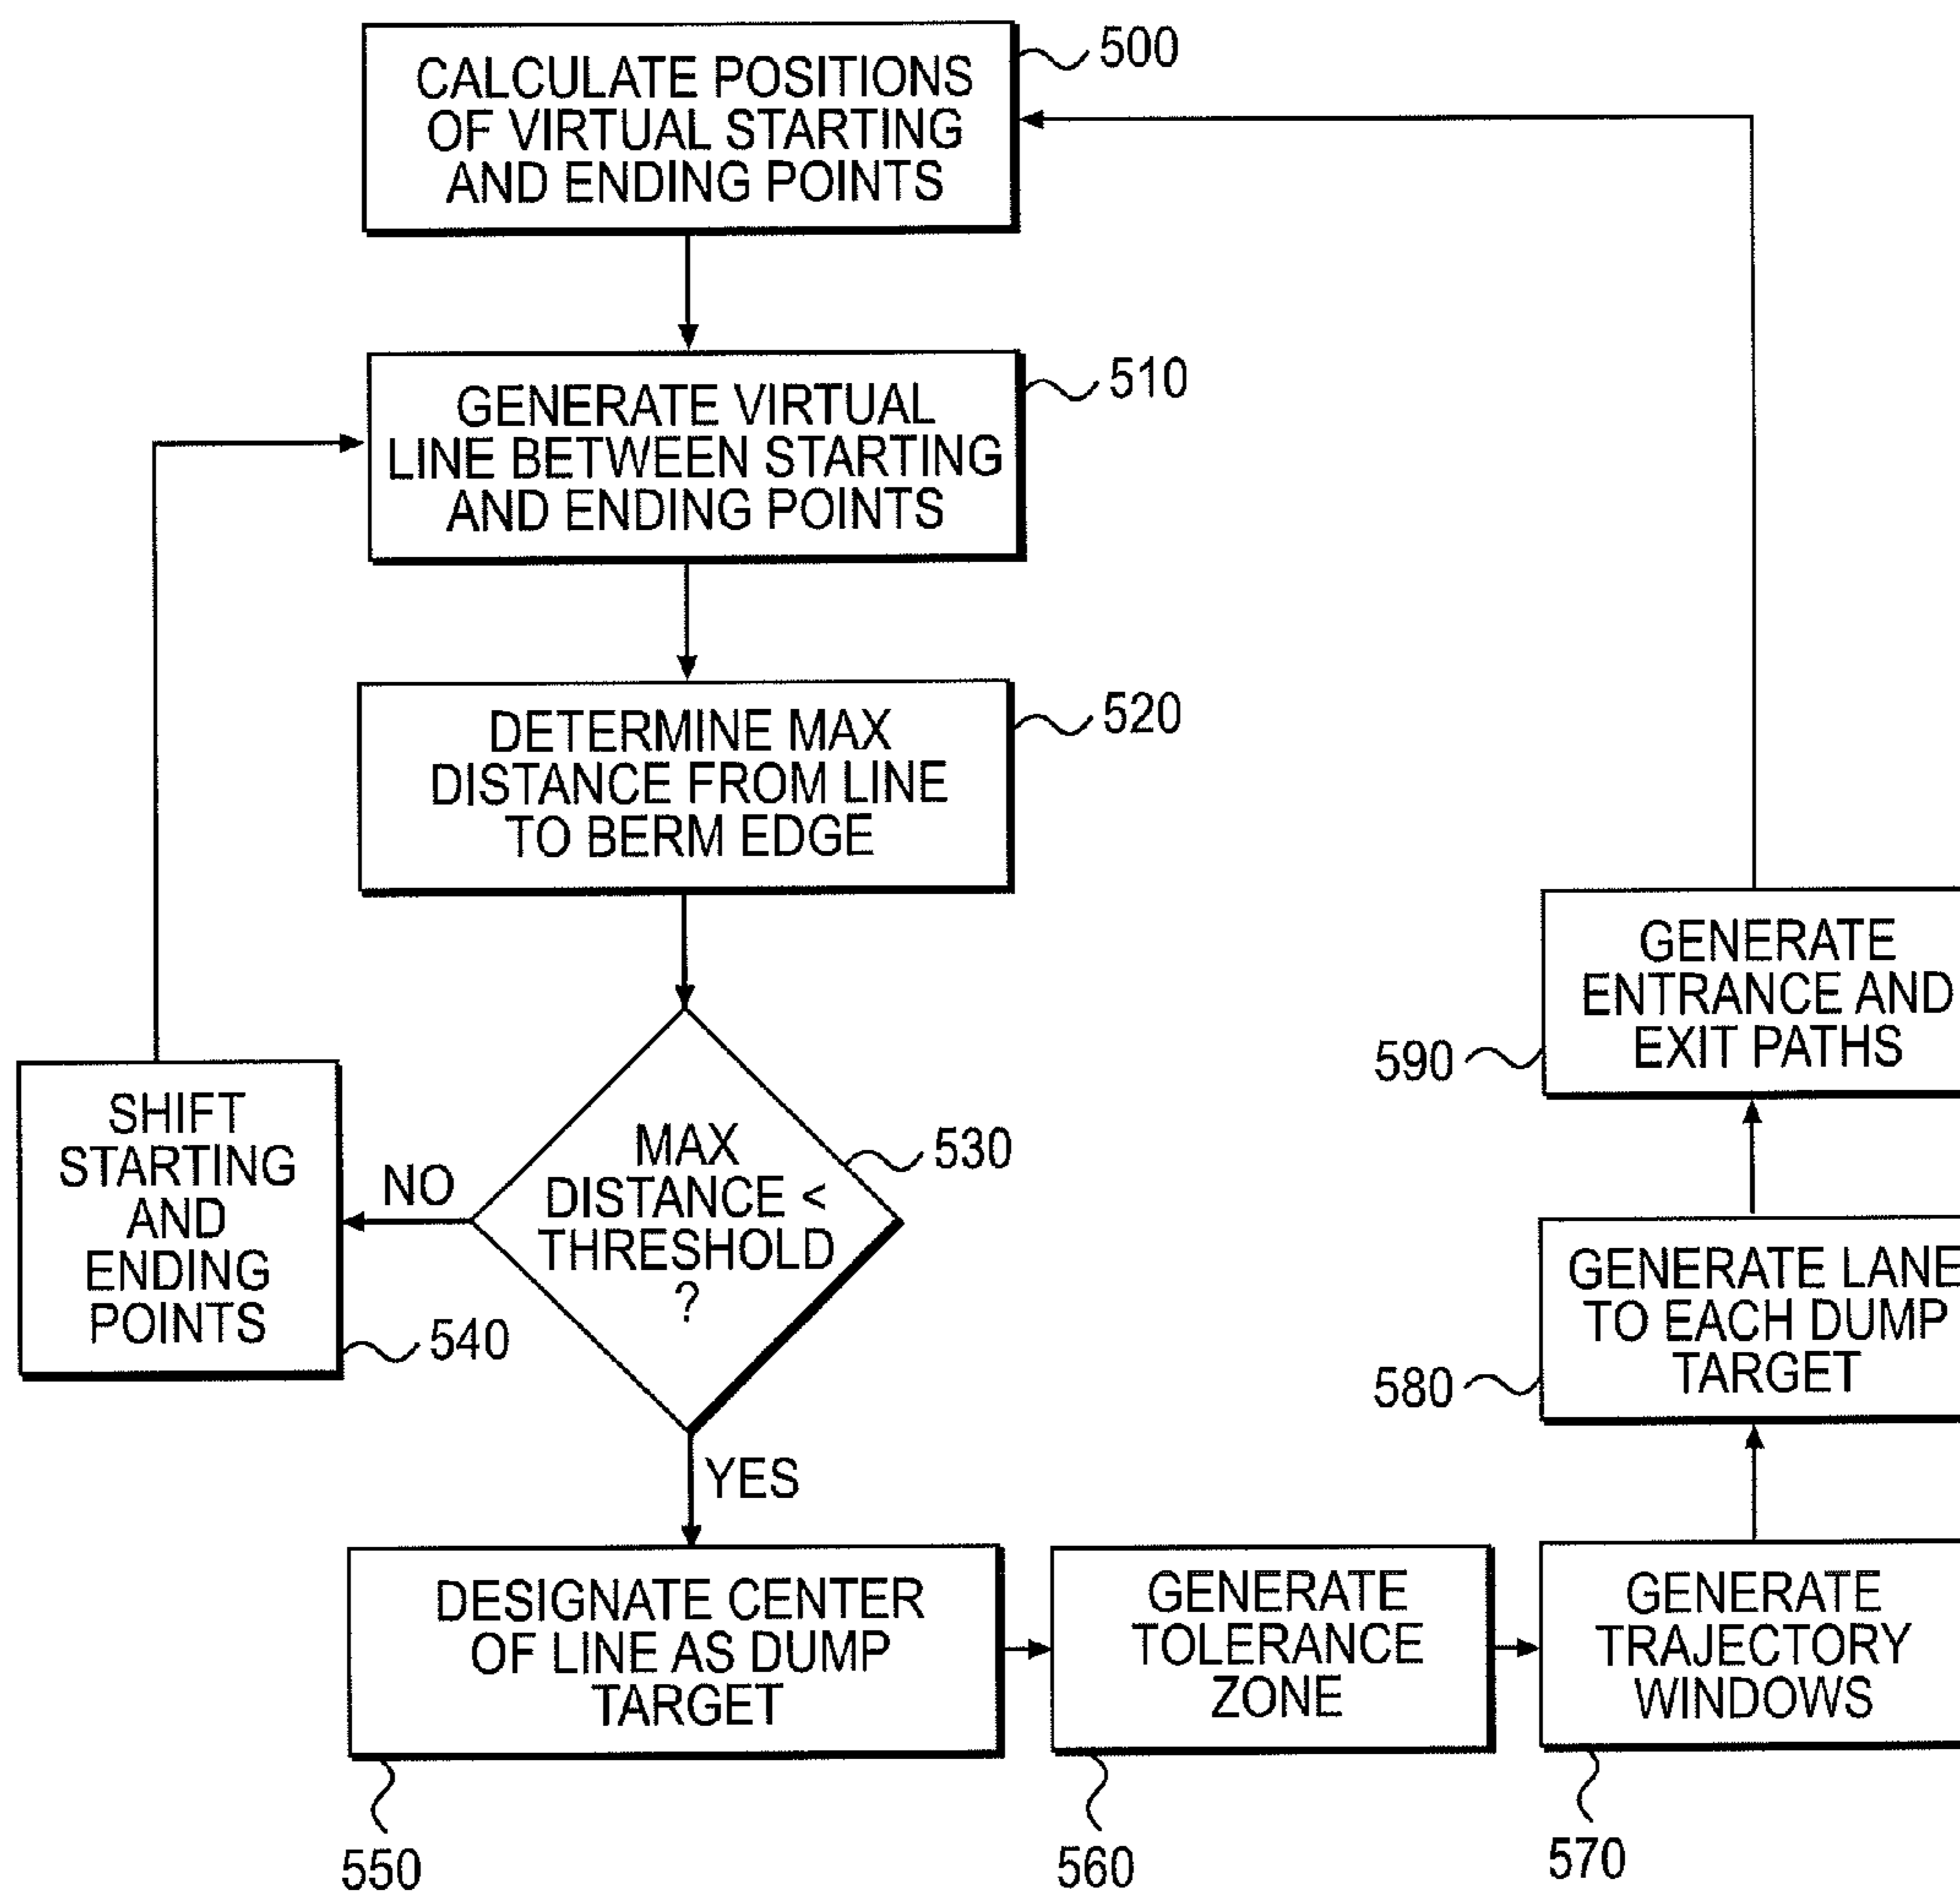 CALCULATE POSITIONS
OF VIRTUAL STARTING
AND ENDING POINTS
500
GENERATE VIRTUAL
LINE BETWEEN STARTING
AND ENDING POINTS
510
DETERMINE MAX
DISTANCE FROM LINE
TO BERM EDGE
520
MAX
DISTANCE <
THRESHOLD
?
530
NO
SHIFT
STARTING
AND
ENDING
POINTS
540
YES
DESIGNATE CENTER
OF LINE AS DUMP
TARGET
550
GENERATE
TOLERANCE
ZONE
560
GENERATE
TRAJECTORY
WINDOWS
570
GENERATE LANE
TO EACH DUMP
TARGET
580
GENERATE
ENTRANCE AND
EXIT PATHS
590